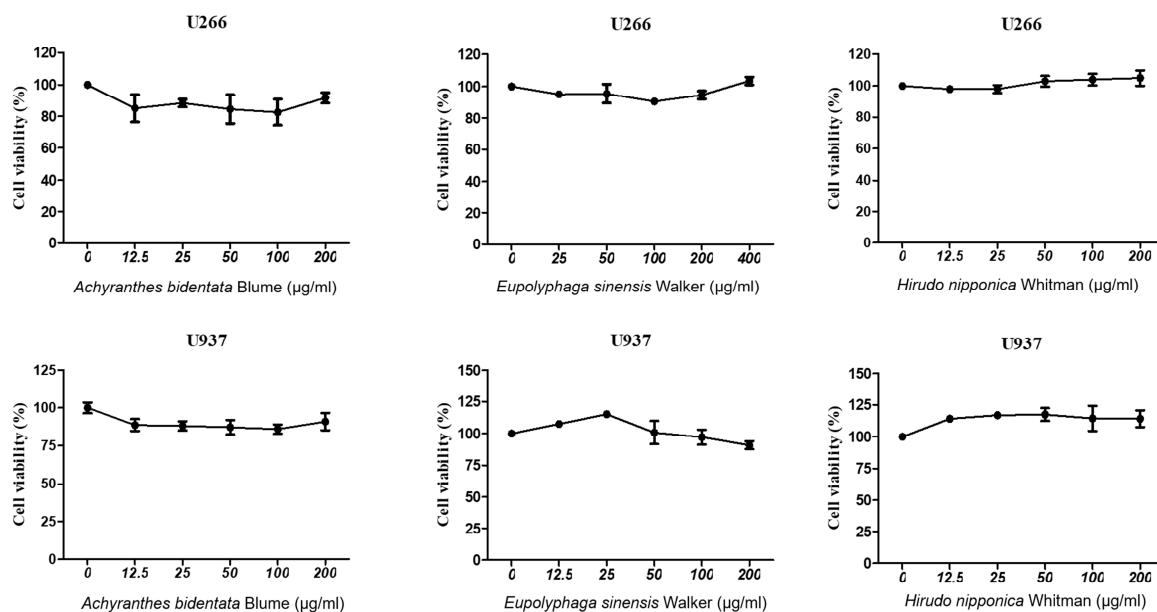 U266
Cell viability (%)
120
100
80
60
40
20
0
0 12.5 25 50 100 200
Achyranthes bidentata Blume (µg/ml)
U266
Cell viability (%)
120
100
80
60
40
20
0
0 25 50 100 200 400
Eupolyphaga sinensis Walker (µg/ml)
U266
Cell viability (%)
120
100
80
60
40
20
0
0 12.5 25 50 100 200
Hirudo nipponica Whitman (µg/ml)
U937
Cell viability (%)
125
100
75
50
25
0
0 12.5 25 50 100 200
Achyranthes bidentata Blume (µg/ml)
U937
Cell viability (%)
150
125
100
75
50
25
0
0 12.5 25 50 100 200
Eupolyphaga sinensis Walker (µg/ml)
U937
Cell viability (%)
150
125
100
75
50
25
0
0 12.5 25 50 100 200
Hirudo nipponica Whitman (µg/ml)